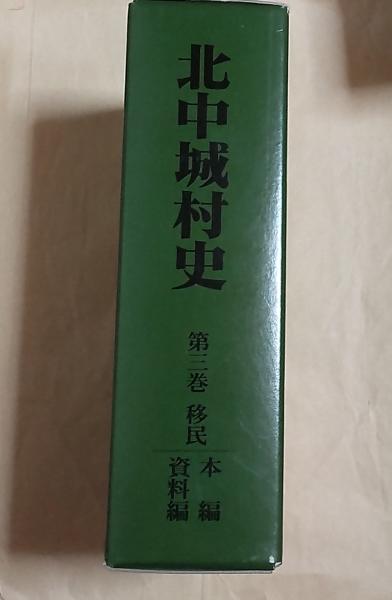 北中城村史
第三巻 移民
本編
資料編